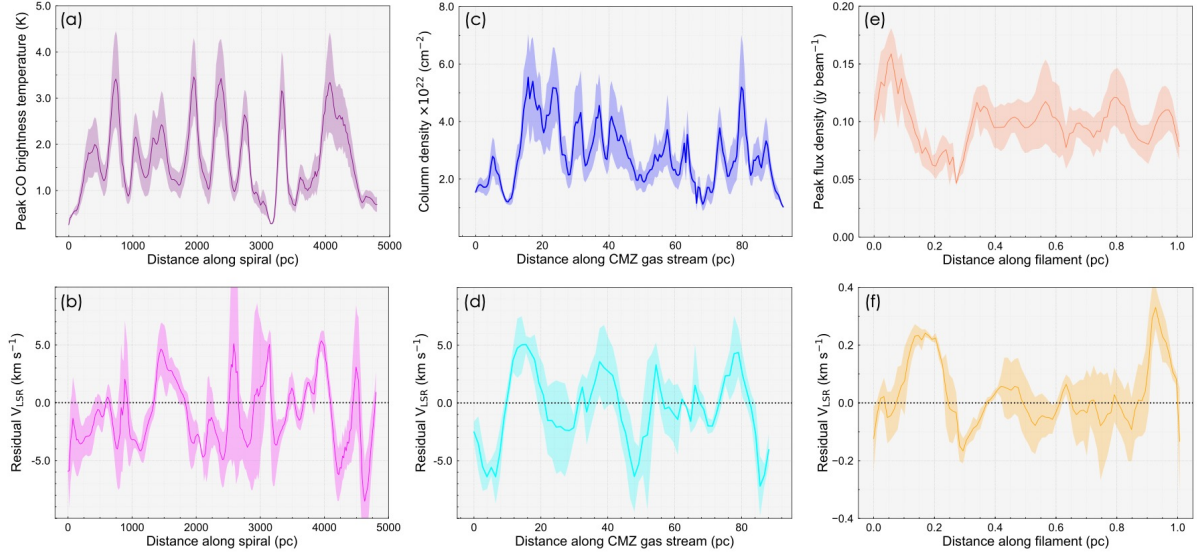 (a)
5.0
4.0
3.0
2.0
1.0
Peak CO brightness temperature (K)
0 1000 2000 3000 4000 5000
Distance along spiral (pc)
(c)
8.0
6.0
4.0
2.0
Column density ×10²² (cm⁻²)
0 20 40 60 80
Distance along CMZ gas stream (pc)
(e)
0.20
0.15
0.10
0.05
0.00
Peak flux density (jy beam⁻¹)
0.0 0.2 0.4 0.6 0.8 1.0
Distance along filament (pc)
(b)
5.0
0.0
-5.0
Residual V_LSR (km s⁻¹)
0 1000 2000 3000 4000 5000
Distance along spiral (pc)
(d)
5.0
0.0
-5.0
Residual V_LSR (km s⁻¹)
0 20 40 60 80
Distance along CMZ gas stream (pc)
(f)
0.4
0.2
0.0
−0.2
−0.4
Residual V_LSR (km s⁻¹)
0.0 0.2 0.4 0.6 0.8 1.0
Distance along filament (pc)